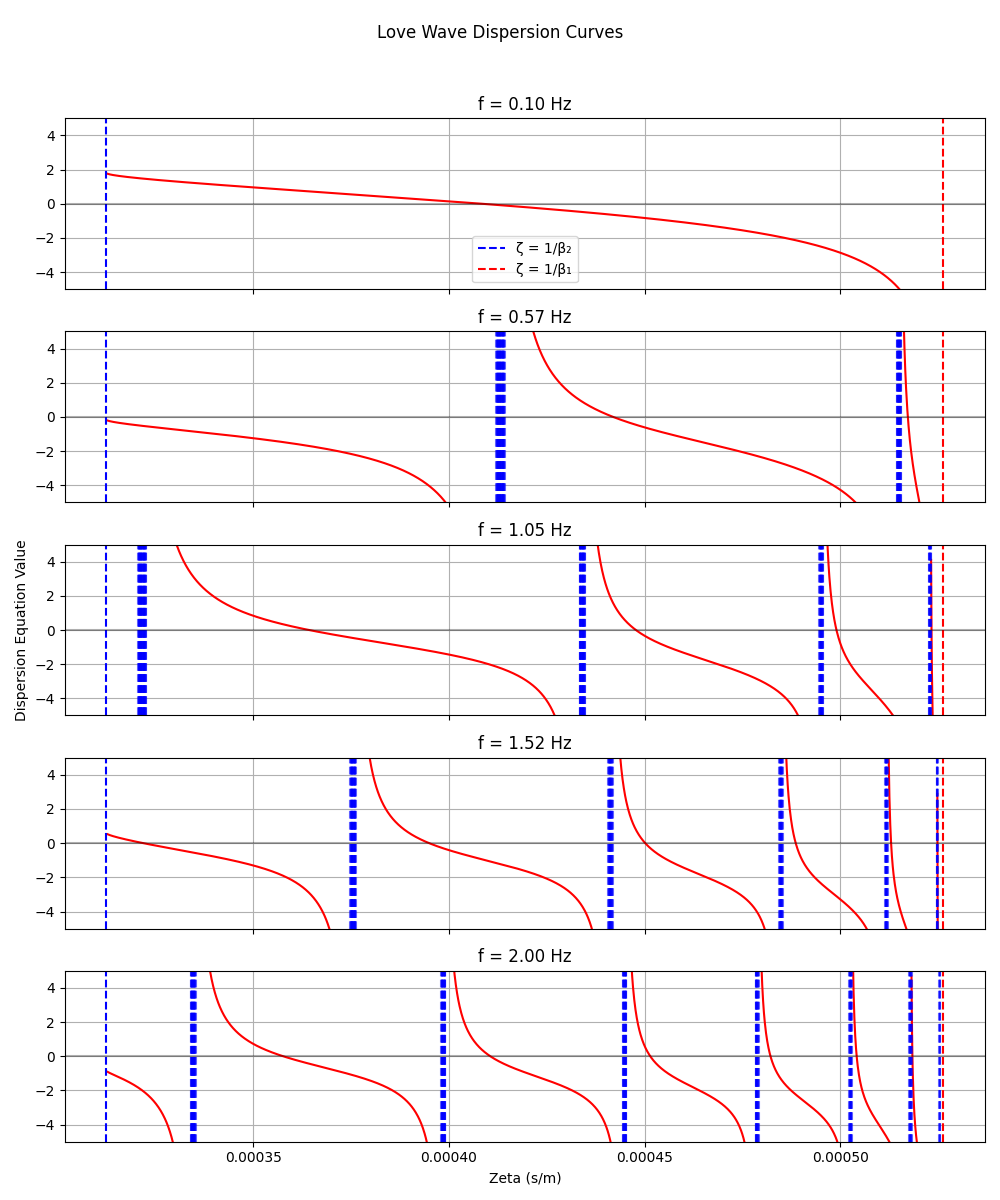 Love Wave Dispersion Curves
f = 0.10 Hz
4
2
0
−2
−4
ζ = 1/β₂
ζ = 1/β₁
f = 0.57 Hz
4
2
0
−2
−4
f = 1.05 Hz
4
2
0
−2
−4
Dispersion Equation Value
f = 1.52 Hz
4
2
0
−2
−4
f = 2.00 Hz
4
2
0
−2
−4
0.00035 0.00040 0.00045 0.00050
Zeta (s/m)